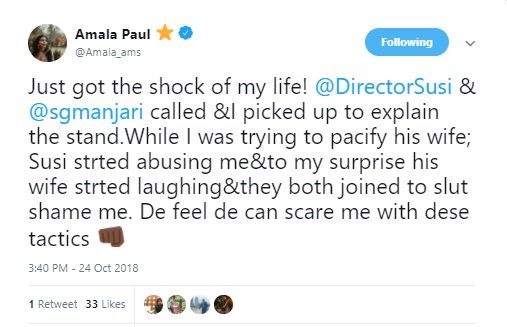 Amala Paul
@Amala_ams
Following
Just got the shock of my life! @DirectorSusi &
@sgmanjari called &I picked up to explain
the stand.While I was trying to pacify his wife;
Susi strted abusing me&to my surprise his
wife strted laughing&they both joined to slut
shame me. De feel de can scare me with dese
tactics
3:40 PM - 24 Oct 2018
1 Retweet 33 Likes